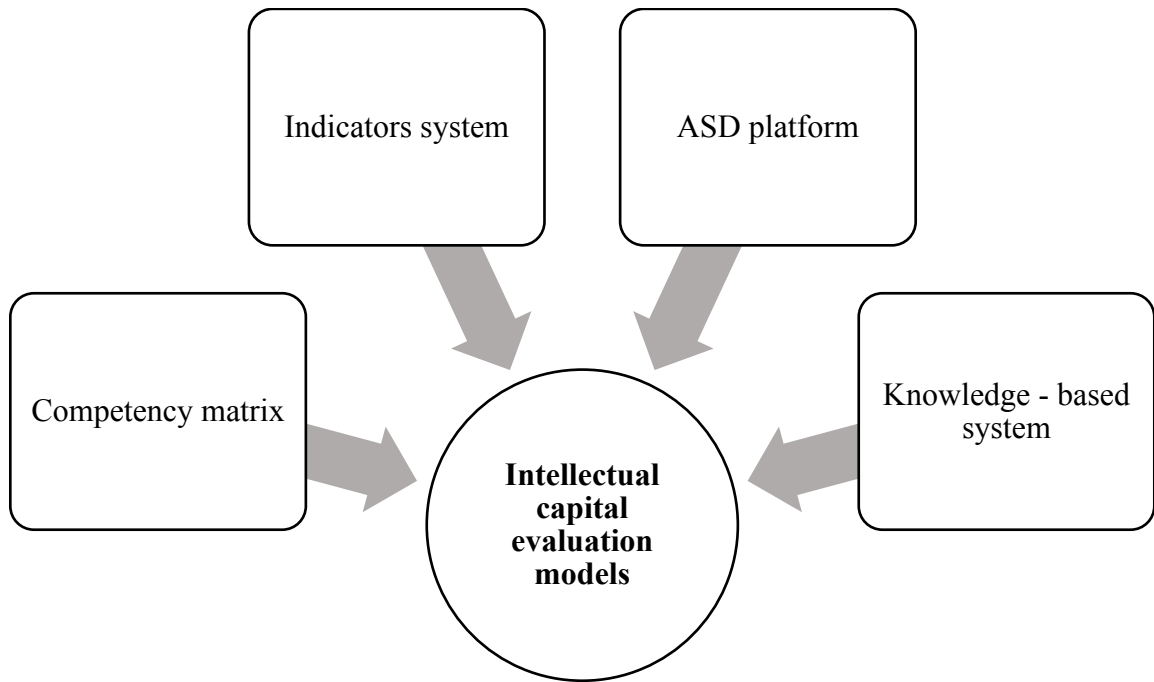 Indicators system
ASD platform
Competency matrix
Knowledge - based
system
Intellectual
capital
evaluation
models